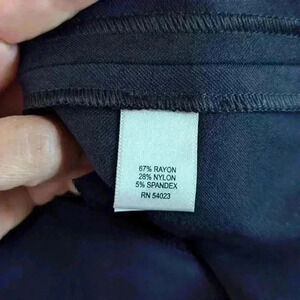 67% RAYON
28% NYLON
5% SPANDEX
RN 54023